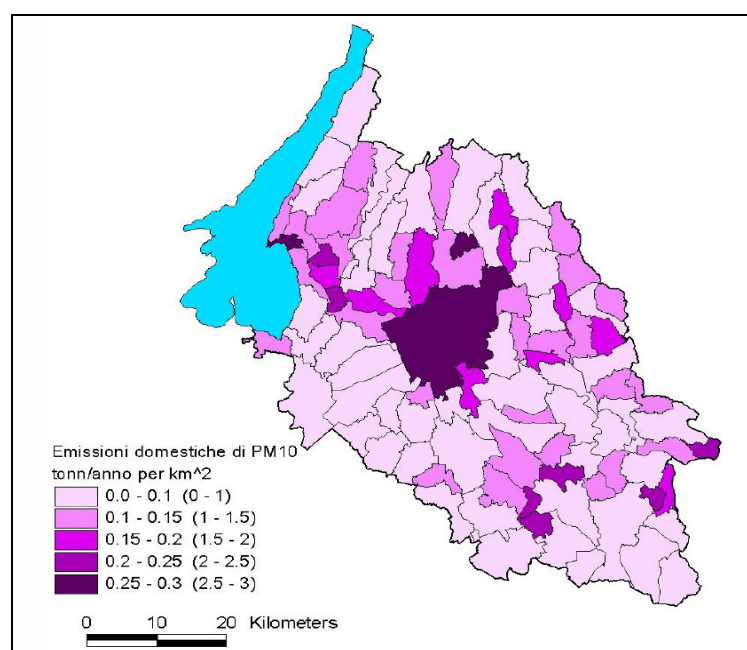 Emissioni domestiche di PM10
tonn/anno per km^2
0.0 - 0.1 (0 - 1)
0.1 - 0.15 (1 - 1.5)
0.15 - 0.2 (1.5 - 2)
0.2 - 0.25 (2 - 2.5)
0.25 - 0.3 (2.5 - 3)
0 10 20 Kilometers